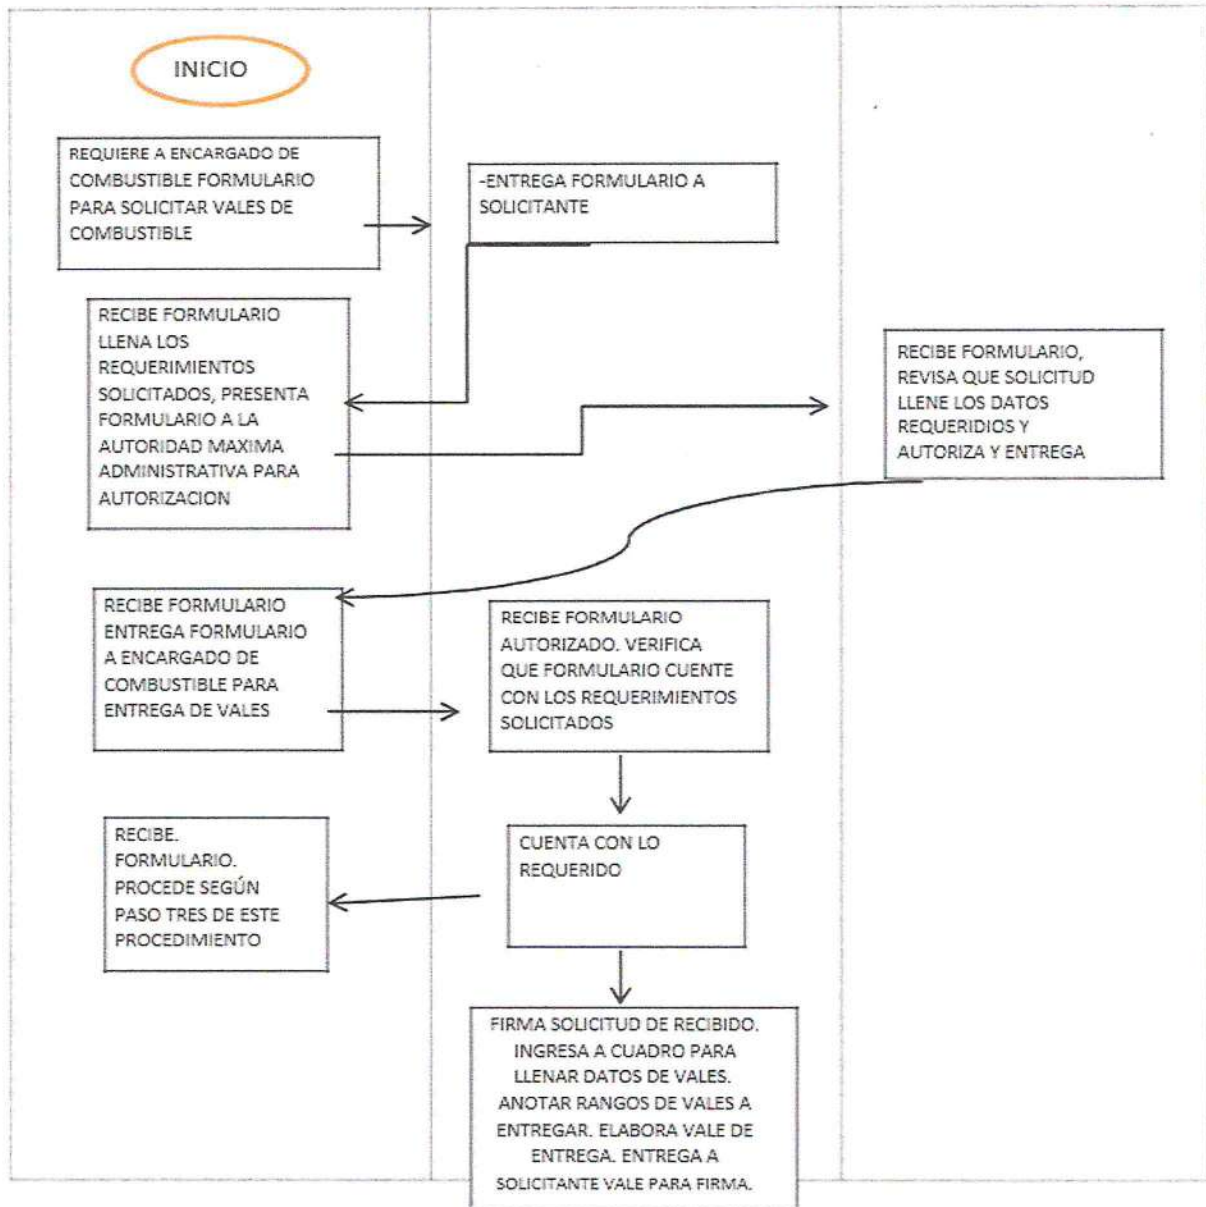 INICIO
REQUIERE A ENCARGADO DE
COMBUSTIBLE FORMULARIO
PARA SOLICITAR VALES DE
COMBUSTIBLE
-ENTREGA FORMULARIO A
SOLICITANTE
RECIBE FORMULARIO
LLENA LOS
REQUERIMIENTOS
SOLICITADOS, PRESENTA
FORMULARIO A LA
AUTORIDAD MAXIMA
ADMINISTRATIVA PARA
AUTORIZACION
RECIBE FORMULARIO,
REVISA QUE SOLICITUD
LLENE LOS DATOS
REQUERIDIOS Y
AUTORIZA Y ENTREGA
RECIBE FORMULARIO
ENTREGA FORMULARIO
A ENCARGADO DE
COMBUSTIBLE PARA
ENTREGA DE VALES
RECIBE FORMULARIO
AUTORIZADO. VERIFICA
QUE FORMULARIO CUENTE
CON LOS REQUERIMIENTOS
SOLICITADOS
RECIBE.
FORMULARIO.
PROCEDE SEGÚN
PASO TRES DE ESTE
PROCEDIMIENTO
CUENTA CON LO
REQUERIDO
FIRMA SOLICITUD DE RECIBIDO.
INGRESA A CUADRO PARA
LLENAR DATOS DE VALES.
ANOTAR RANGOS DE VALES A
ENTREGAR. ELABORA VALE DE
ENTREGA. ENTREGA A
SOLICITANTE VALE PARA FIRMA.